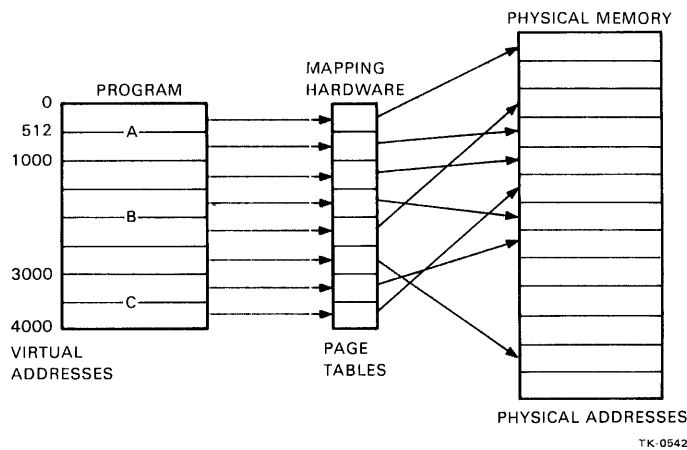 PHYSICAL MEMORY
MAPPING
HARDWARE
PROGRAM
0
512
A
1000
B
3000
C
4000
VIRTUAL
ADDRESSES
PAGE
TABLES
PHYSICAL ADDRESSES
TK-0542